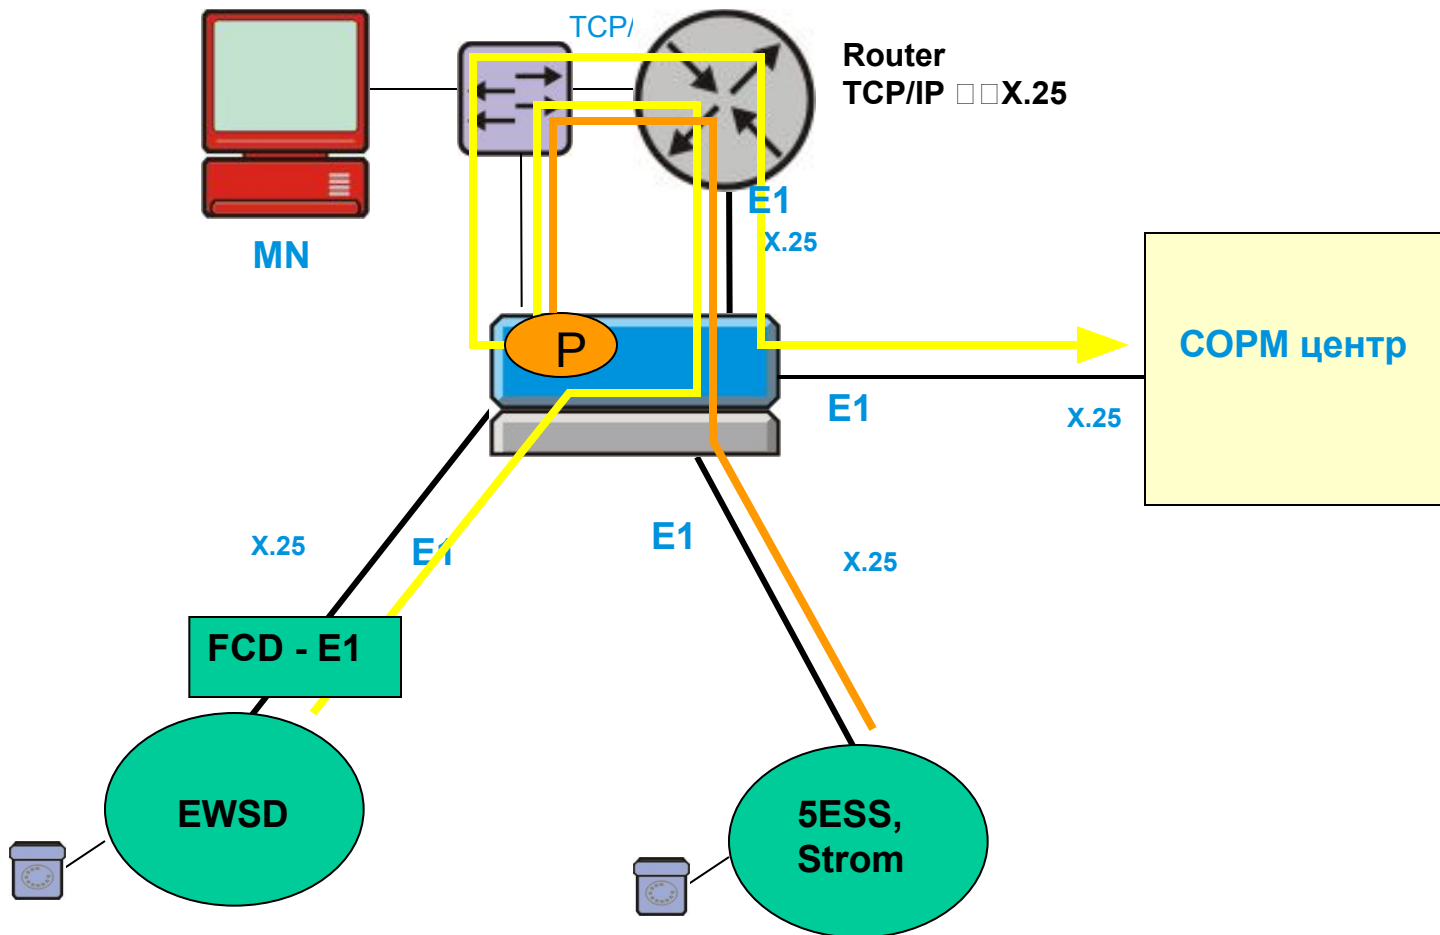 TCP/
Router
TCP/IP □□X.25
MN
E1
X.25
P
СОРМ центр
E1
X.25
E1
X.25
E1
X.25
FCD - E1
EWSD
5ESS,
Strom